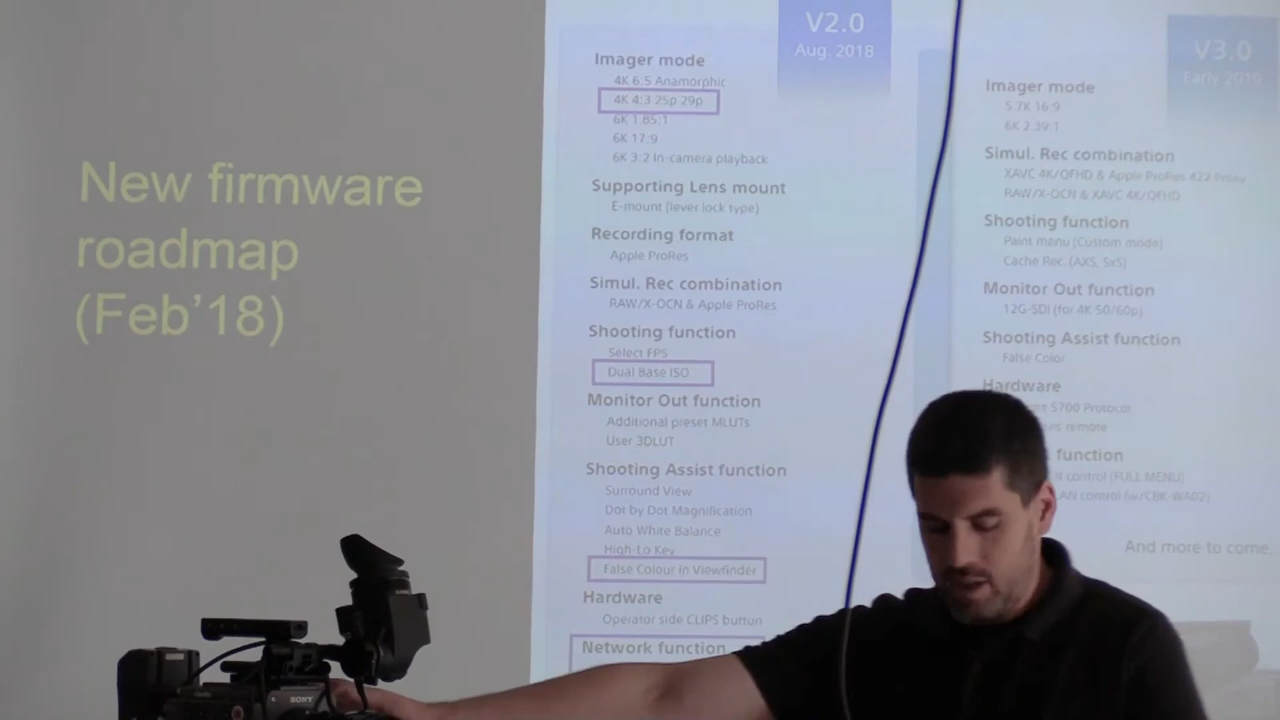 New firmware
roadmap
(Feb’18)
V2.0
Aug. 2018
Imager mode
4K 6:5 Anamorphic
4K 4:3 25p 29p
6K 1.85:1
6K 17:9
6K 3:2 In-camera playback
Supporting Lens mount
E-mount (lever lock type)
Recording format
Apple ProRes
Simul. Rec combination
RAW/X-OCN & Apple ProRes
Shooting function
Select FPS
Dual Base ISO
Monitor Out function
Additional preset MLUTs
User 3DLUT
Shooting Assist function
Surround View
Dot by Dot Magnification
Auto White Balance
High-Lo Key
False Colour in Viewfinder
Hardware
Operator side CLIPS button
Network function
V3.0
Early 2019
Imager mode
5.7K 16:9
6K 2.39:1
Simul. Rec combination
XAVC 4K/QFHD & Apple ProRes 422 Proxy
RAW/X-OCN & XAVC 4K/QFHD
Shooting function
Paint menu (Custom mode)
Cache Rec. (AXS, SxS)
Monitor Out function
12G-SDI (for 4K 50/60p)
Shooting Assist function
False Color
Hardware
S700 Protocol
remote
function
control (FULL MENU)
control (w/CBK-WA02)
And more to come.
SONY